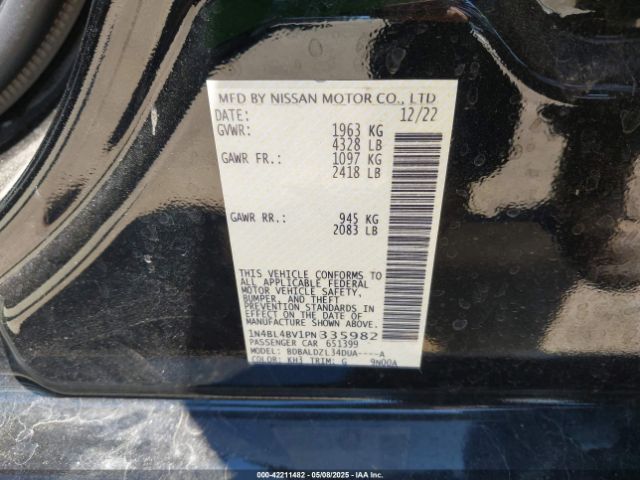 MFD BY NISSAN MOTOR CO., LTD
DATE: 12/22
GVWR: 1963 KG
4328 LB
GAWR FR.: 1097 KG
2418 LB
GAWR RR.: 945 KG
2083 LB
THIS VEHICLE CONFORMS TO
ALL APPLICABLE FEDERAL
MOTOR VEHICLE SAFETY,
BUMPER, AND THEFT
PREVENTION STANDARDS IN
EFFECT ON THE DATE OF
MANUFACTURE SHOWN ABOVE.
1N4BL4BV1PN335982
PASSENGER CAR 651399
MODEL: BDBALDZL34DUA----A
COLOR: KH3 TRIM: G 9N00A
000-42211482 - 05/08/2025 - IAAI.COM